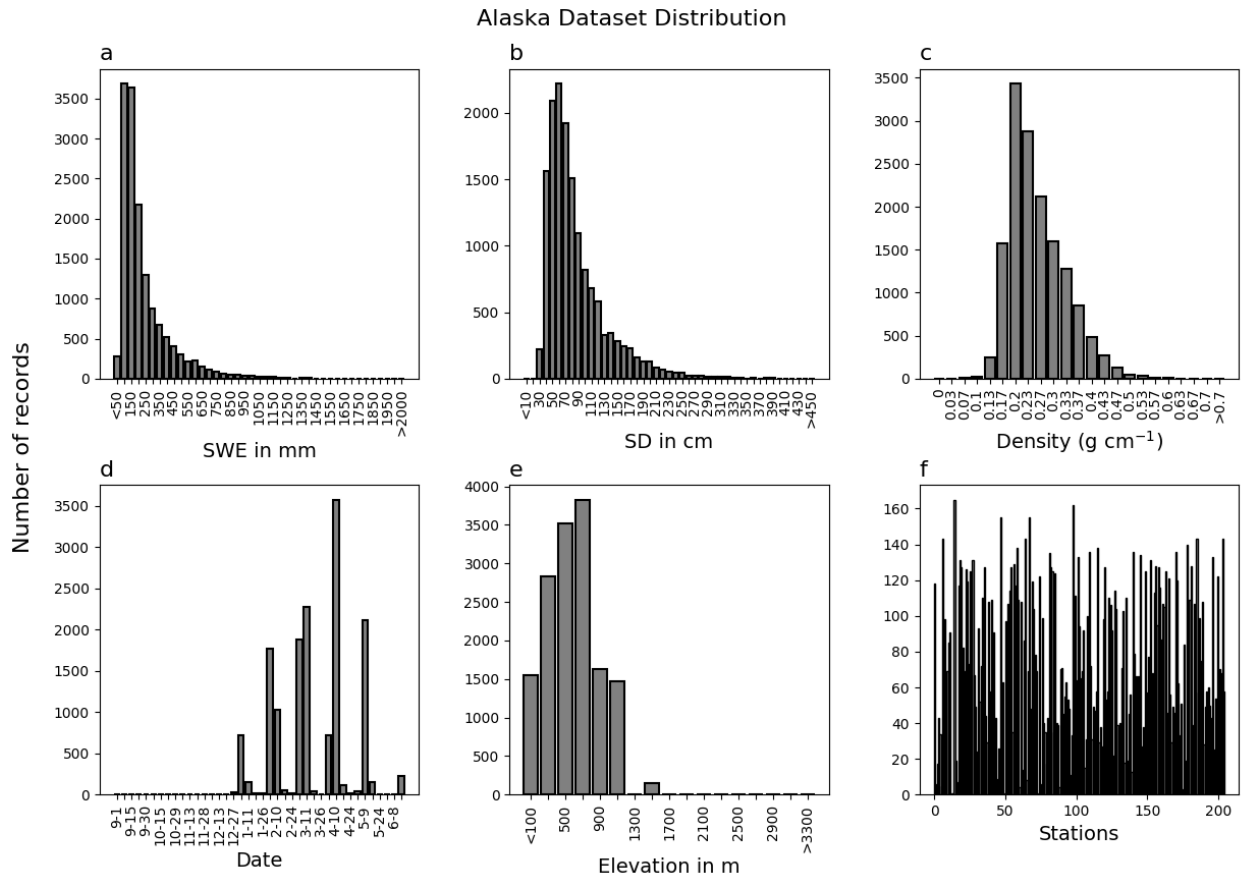 Alaska Dataset Distribution
Number of records
a
3500
3000
2500
2000
1500
1000
500
0
<50 150 250 350 450 550 650 750 850 950 1050 1150 1250 1350 1450 1550 1650 1750 1850 1950 >2000
SWE in mm
b
2000
1500
1000
500
0
<10 30 50 70 90 110 130 150 170 190 210 230 250 270 290 310 330 350 370 390 410 430 >450
SD in cm
c
3500
3000
2500
2000
1500
1000
500
0
0 0.03 0.07 0.1 0.13 0.17 0.2 0.23 0.27 0.3 0.33 0.37 0.4 0.43 0.47 0.5 0.53 0.57 0.6 0.63 0.67 0.7 >0.7
Density (g cm⁻¹)
d
3500
3000
2500
2000
1500
1000
500
0
9-1 9-15 9-30 10-15 10-29 11-13 11-28 12-13 12-27 1-11 1-26 2-10 2-24 3-11 3-26 4-10 4-24 5-9 5-24 6-8
Date
e
4000
3500
3000
2500
2000
1500
1000
500
0
<100 500 900 1300 1700 2100 2500 2900 >3300
Elevation in m
f
160
140
120
100
80
60
40
20
0
0 50 100 150 200
Stations